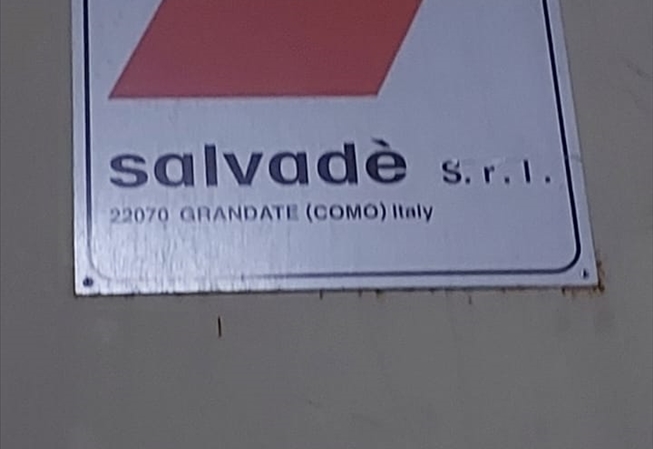 salvadè S.r.l.
22070 GRANDATE (COMO) Italy